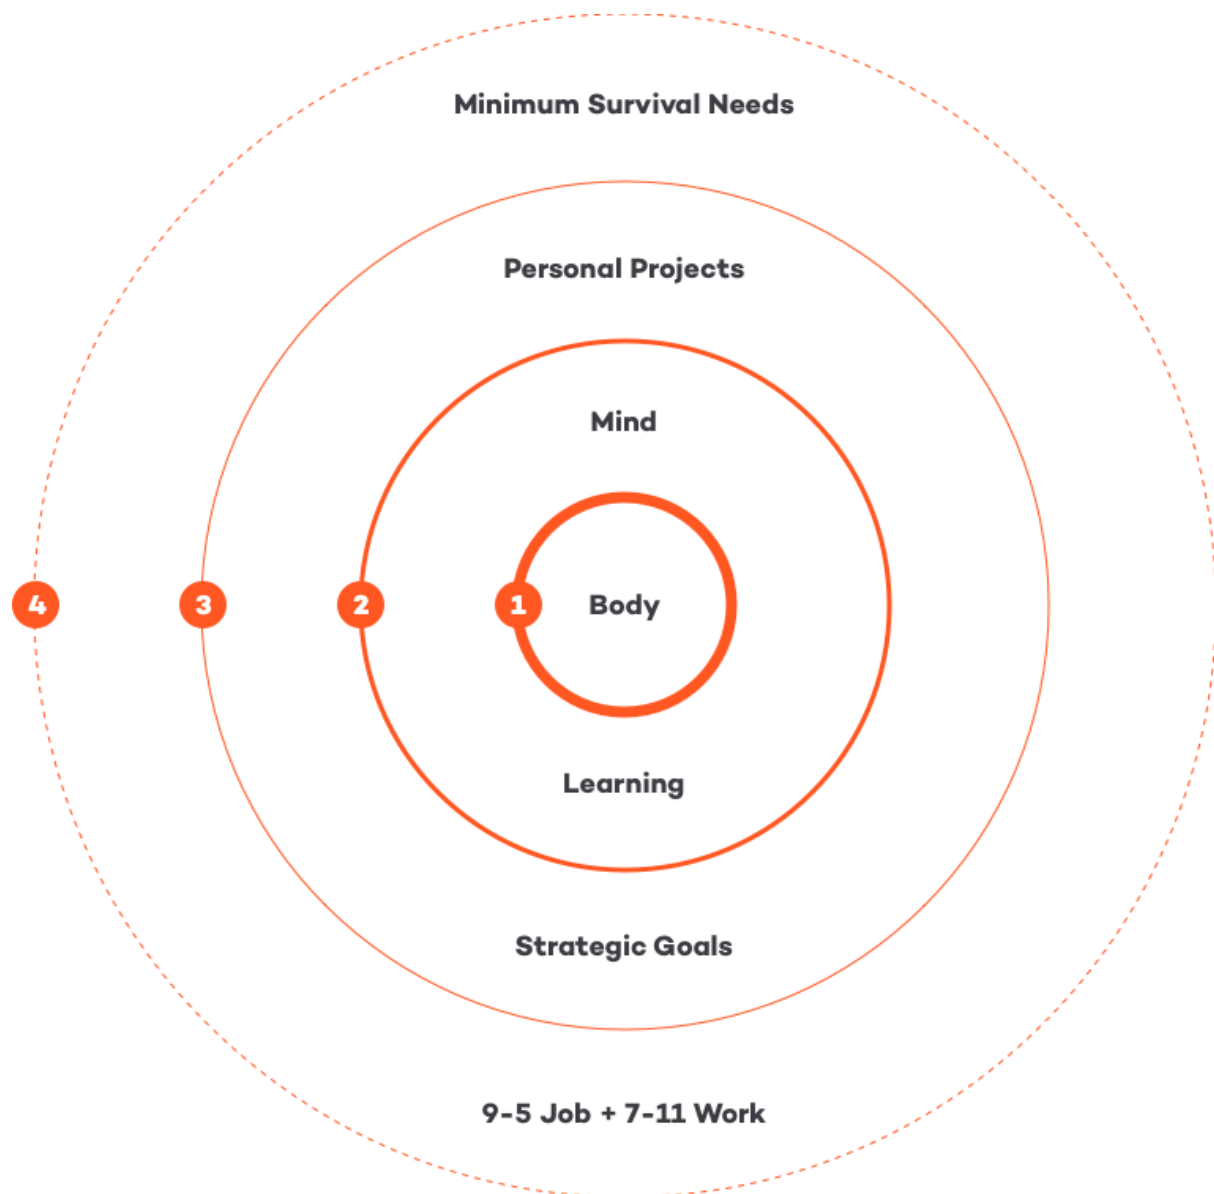 Minimum Survival Needs
Personal Projects
Mind
4
3
2
1
Body
Learning
Strategic Goals
9-5 Job + 7-11 Work